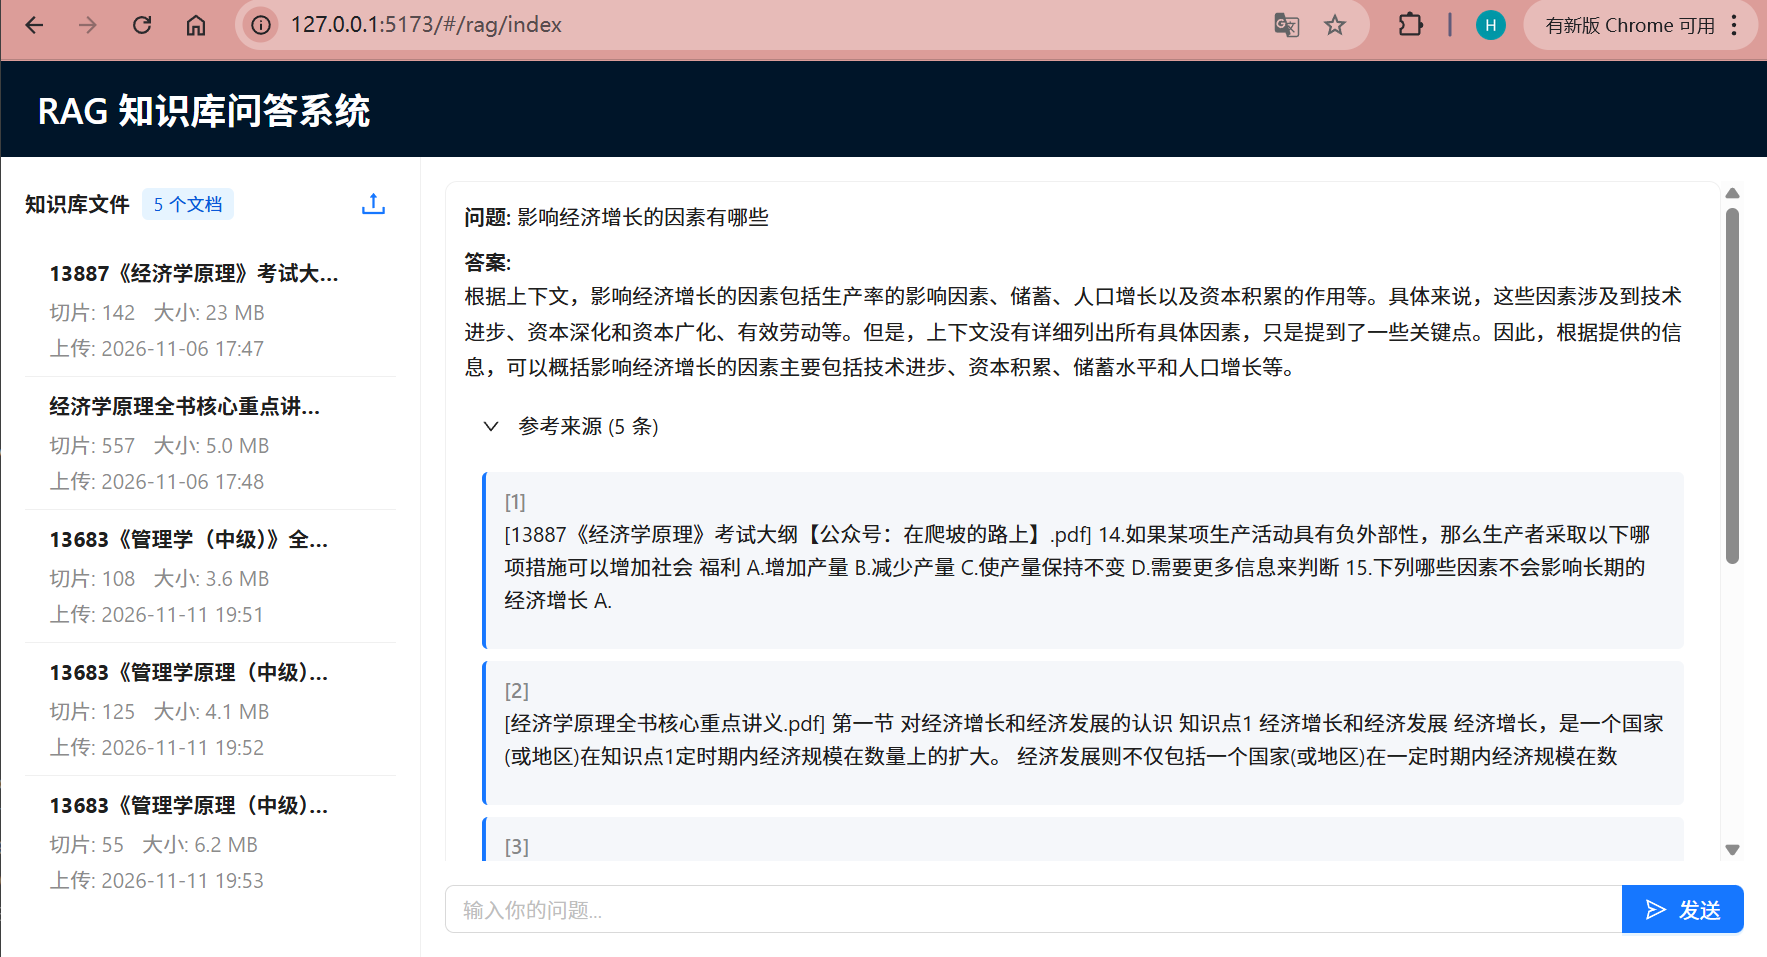 127.0.0.1:5173/#/rag/index
H
有新版 Chrome 可用
RAG 知识库问答系统
知识库文件
5 个文档
13887《经济学原理》考试大...
切片: 142 大小: 23 MB
上传: 2026-11-06 17:47
经济学原理全书核心重点讲...
切片: 557 大小: 5.0 MB
上传: 2026-11-06 17:48
13683《管理学（中级）》全...
切片: 108 大小: 3.6 MB
上传: 2026-11-11 19:51
13683《管理学原理（中级）...
切片: 125 大小: 4.1 MB
上传: 2026-11-11 19:52
13683《管理学原理（中级）...
切片: 55 大小: 6.2 MB
上传: 2026-11-11 19:53
问题: 影响经济增长的因素有哪些
答案:
根据上下文，影响经济增长的因素包括生产率的影响因素、储蓄、人口增长以及资本积累的作用等。具体来说，这些因素涉及到技术
进步、资本深化和资本广化、有效劳动等。但是，上下文没有详细列出所有具体因素，只是提到了一些关键点。因此，根据提供的信
息，可以概括影响经济增长的因素主要包括技术进步、资本积累、储蓄水平和人口增长等。
参考来源 (5 条)
[1]
[13887《经济学原理》考试大纲【公众号：在爬坡的路上】.pdf] 14.如果某项生产活动具有负外部性，那么生产者采取以下哪
项措施可以增加社会 福利 A.增加产量 B.减少产量 C.使产量保持不变 D.需要更多信息来判断 15.下列哪些因素不会影响长期的
经济增长 A.
[2]
[经济学原理全书核心重点讲义.pdf] 第一节 对经济增长和经济发展的认识 知识点1 经济增长和经济发展 经济增长，是一个国家
(或地区)在知识点1定时期内经济规模在数量上的扩大。 经济发展则不仅包括一个国家(或地区)在一定时期内经济规模在数
[3]
输入你的问题...
发送